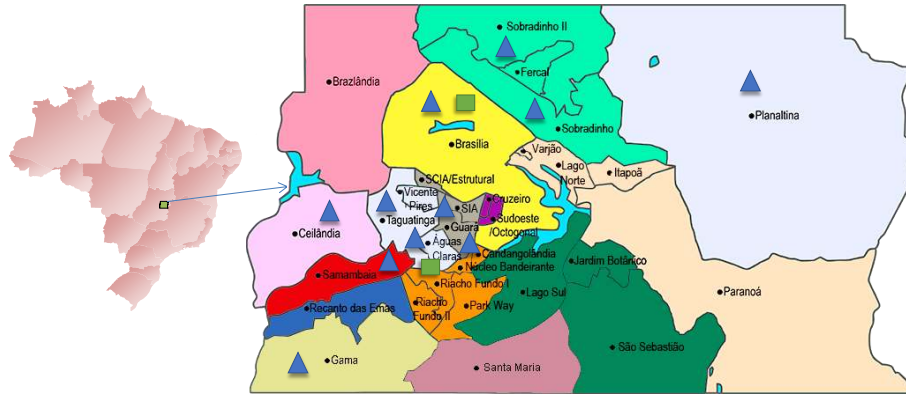 Sobradinho II
Fercal
Brazlândia
Planaltina
Sobradinho
Brasília
Varjão
Lago
Norte
Itapoã
SCIA/Estrutural
Vicente
Pires
Cruzeiro
SIA
Taguatinga
Sudoeste
/Octogonal
Guará
Ceilândia
Águas
Claras
Candangolândia
Núcleo Bandeirante
Jardim Botânico
Samambaia
Riacho Fundo I
Lago Sul
Paranoá
Recanto das Emas
Riacho
Fundo II
Park Way
São Sebastião
Gama
Santa Maria